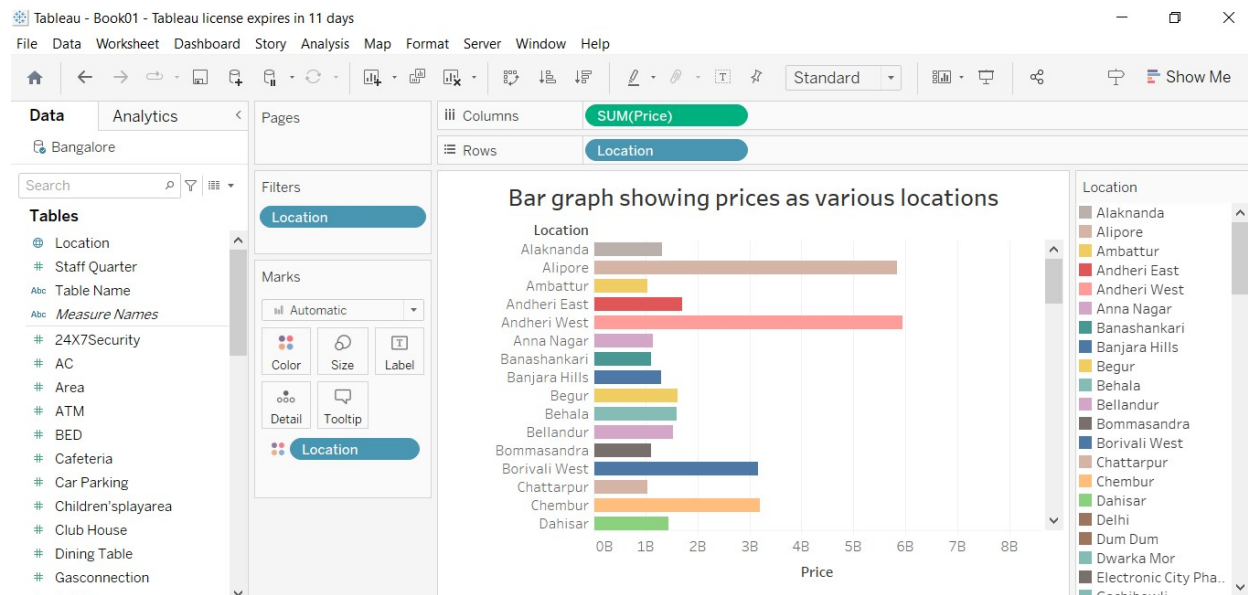 Tableau - Book01 - Tableau license expires in 11 days
File Data Worksheet Dashboard Story Analysis Map Format Server Window Help
Standard
Show Me
Data Analytics
Bangalore
Search
Tables
Location
Staff Quarter
Abc Table Name
Abc Measure Names
24X7Security
AC
Area
ATM
BED
Cafeteria
Car Parking
Children'splayarea
Club House
Dining Table
Gasconnection
Pages
Filters
Location
Marks
Automatic
Color Size Label
Detail Tooltip
Location
iii Columns SUM(Price)
Rows Location
Bar graph showing prices as various locations
Location
Alaknanda
Alipore
Ambattur
Andheri East
Andheri West
Anna Nagar
Banashankari
Banjara Hills
Begur
Behala
Bellandur
Bommasandra
Borivali West
Chattarpur
Chembur
Dahisar
0B 1B 2B 3B 4B 5B 6B 7B 8B
Price
Location
Alaknanda
Alipore
Ambattur
Andheri East
Andheri West
Anna Nagar
Banashankari
Banjara Hills
Begur
Behala
Bellandur
Bommasandra
Borivali West
Chattarpur
Chembur
Dahisar
Delhi
Dum Dum
Dwarka Mor
Electronic City Pha..